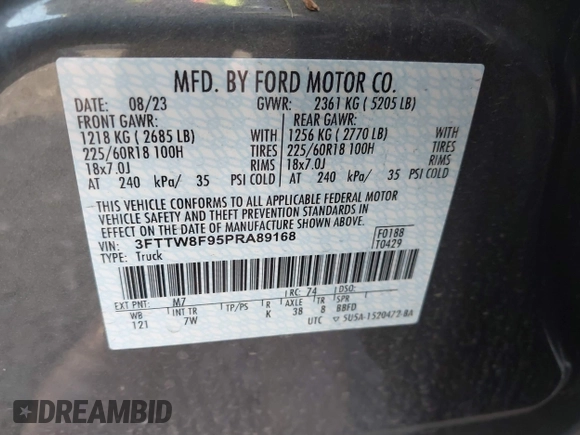 MFD. BY FORD MOTOR CO.
DATE: 08/23 GVWR: 2361 KG ( 5205 LB)
FRONT GAWR: REAR GAWR:
1218 KG ( 2685 LB) WITH 1256 KG ( 2770 LB) WITH
225/60R18 100H TIRES 225/60R18 100H TIRES
18x7.0J RIMS 18x7.0J RIMS
AT 240 kPa/ 35 PSI COLD AT 240 kPa/ 35 PSI COLD
THIS VEHICLE CONFORMS TO ALL APPLICABLE FEDERAL MOTOR
VEHICLE SAFETY AND THEFT PREVENTION STANDARDS IN
EFFECT ON THE DATE OF MANUFACTURE SHOWN ABOVE.
VIN: 3FTTW8F95PRA89168 F0188
TYPE: Truck T0429
EXT PNT: M7 RC: 74 DSO:
WB INT TR TP/PS R AXLE TR SPR
121 7W K 38 8 BBFD
UTC 5USA-1520472-BA
DREAMBID